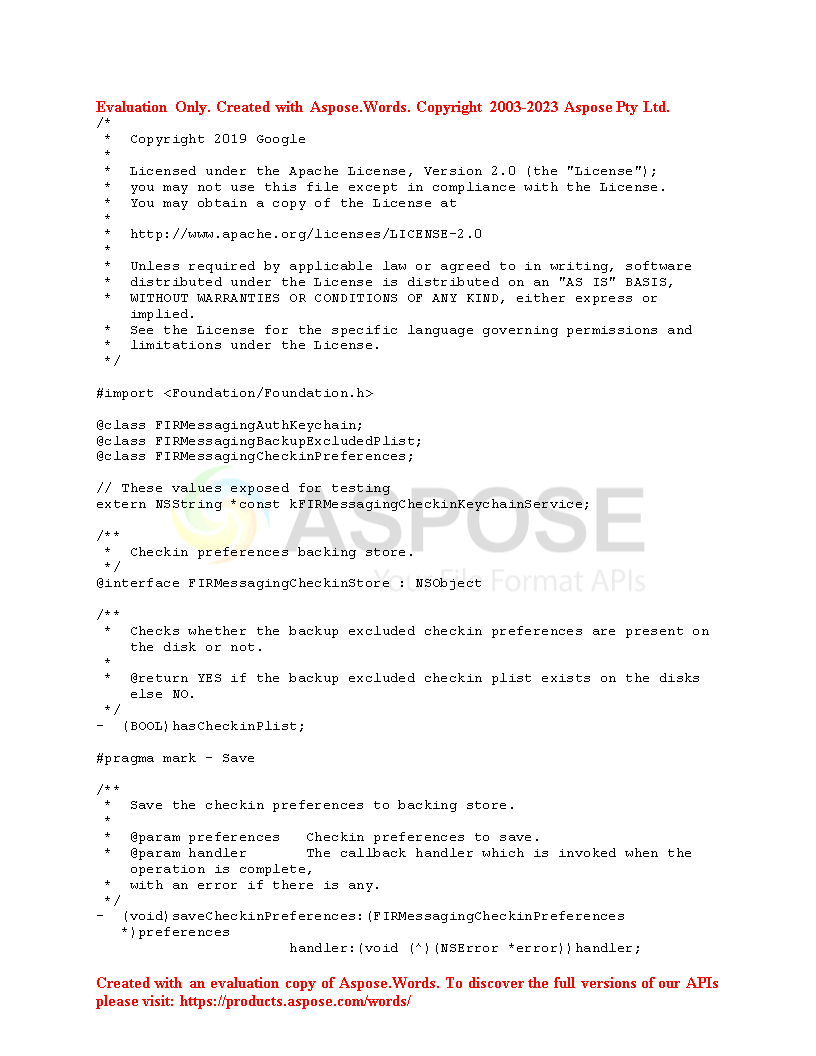 Evaluation Only. Created with Aspose.Words. Copyright 2003-2023 Aspose Pty Ltd.
/*
 *  Copyright 2019 Google
 *
 *  Licensed under the Apache License, Version 2.0 (the "License");
 *  you may not use this file except in compliance with the License.
 *  You may obtain a copy of the License at
 *
 *  http://www.apache.org/licenses/LICENSE-2.0
 *
 *  Unless required by applicable law or agreed to in writing, software
 *  distributed under the License is distributed on an "AS IS" BASIS,
 *  WITHOUT WARRANTIES OR CONDITIONS OF ANY KIND, either express or
    implied.
 *  See the License for the specific language governing permissions and
 *  limitations under the License.
 */
#import <Foundation/Foundation.h>
@class FIRMessagingAuthKeychain;
@class FIRMessagingBackupExcludedPlist;
@class FIRMessagingCheckinPreferences;
// These values exposed for testing
extern NSString *const kFIRMessagingCheckinKeychainService;
ASPOSE
/**
 *  Checkin preferences backing store.
 */
@interface FIRMessagingCheckinStore : NSObject
Your File Format APIs
/**
 *  Checks whether the backup excluded checkin preferences are present on
    the disk or not.
 *
 *  @return YES if the backup excluded checkin plist exists on the disks
    else NO.
 */
-  (BOOL)hasCheckinPlist;
#pragma mark - Save
/**
 *  Save the checkin preferences to backing store.
 *
 *  @param preferences   Checkin preferences to save.
 *  @param handler       The callback handler which is invoked when the
    operation is complete,
 *  with an error if there is any.
 */
-  (void)saveCheckinPreferences:(FIRMessagingCheckinPreferences
   *)preferences
                       handler:(void (^)(NSError *error))handler;
Created with an evaluation copy of Aspose.Words. To discover the full versions of our APIs
please visit: https://products.aspose.com/words/